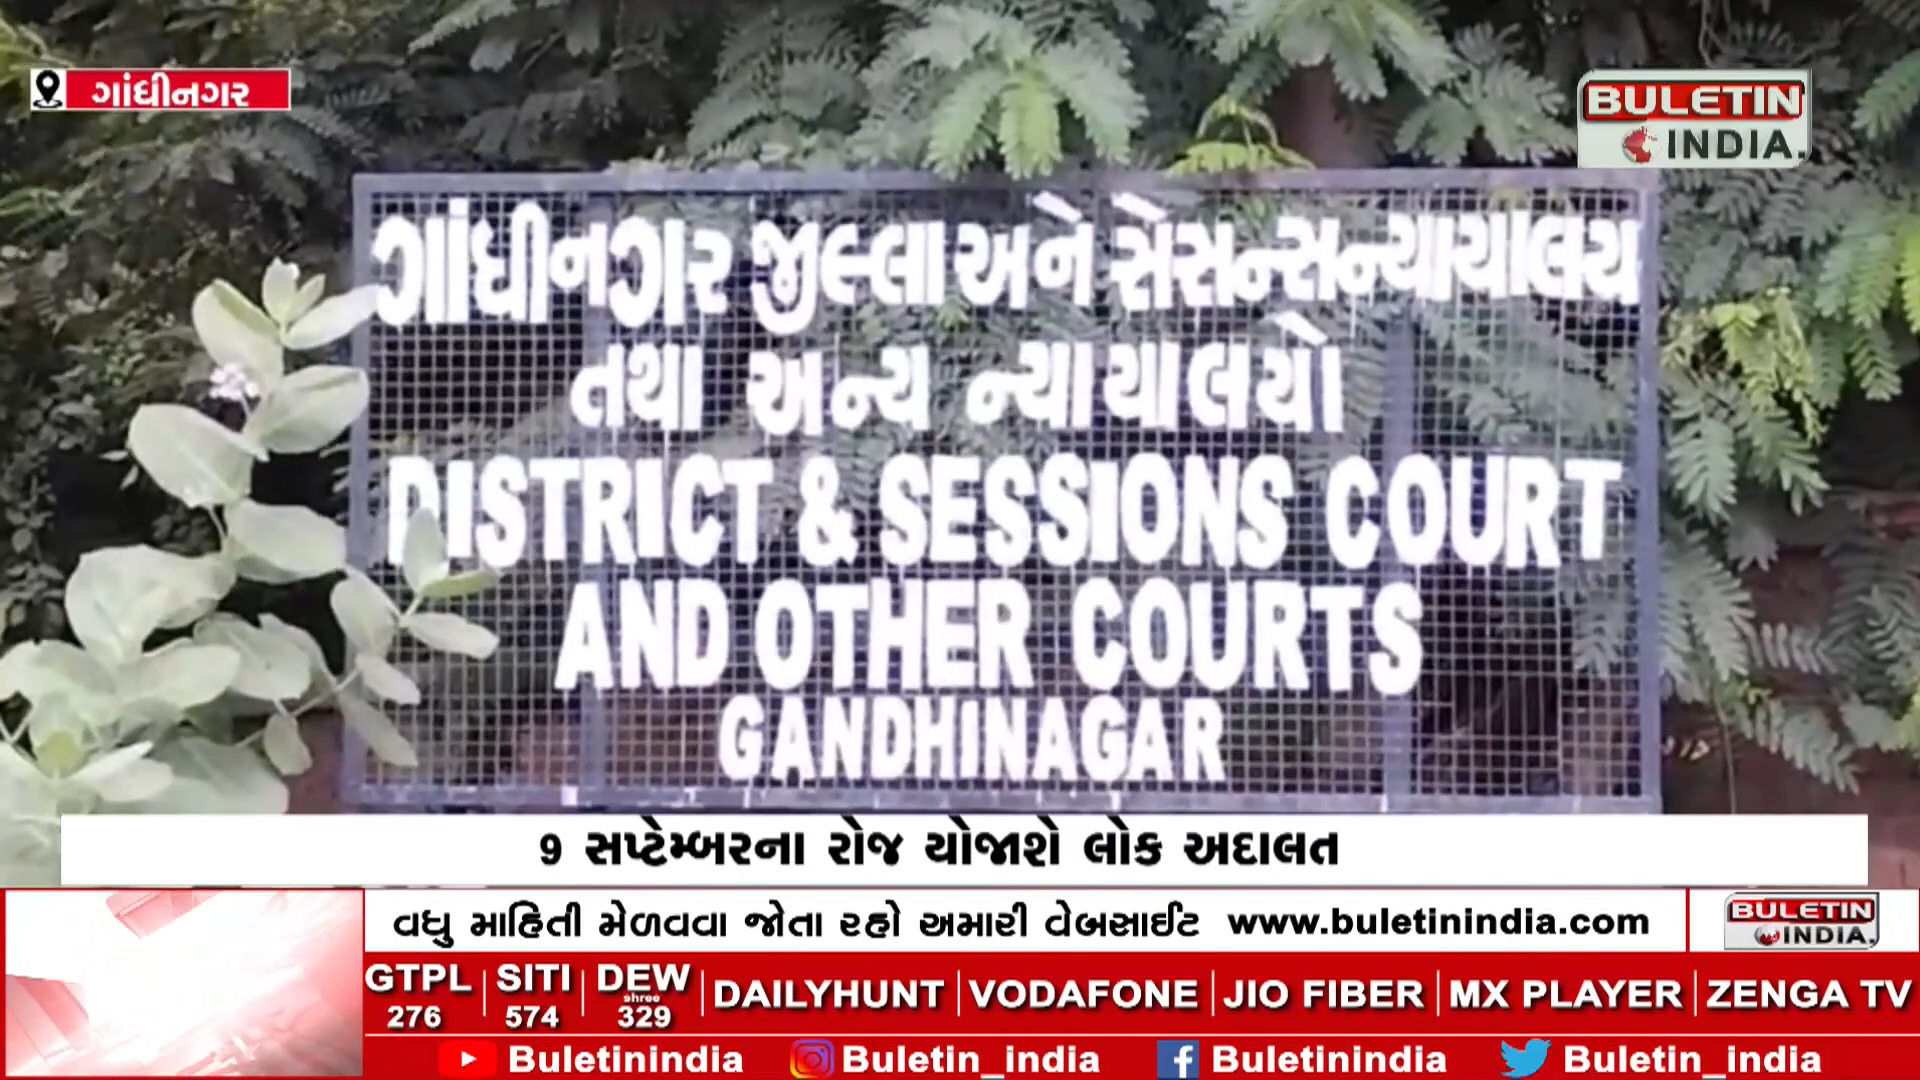 ગાંધીનગર
BULETIN
INDIA.
ગાંધીનગર જીલ્લા અને સેસન્સ ન્યાયાલય
તથા અન્ય ન્યાયાલયો
DISTRICT & SESSIONS COURT
AND OTHER COURTS
GANDHINAGAR
9 સપ્ટેમ્બરના રોજ યોજાશે લોક અદાલત
વધુ માહિતી મેળવવા જોતા રહો અમારી વેબસાઈટ www.buletinindia.com
BULETIN
INDIA.
GTPL 276 | SITI 574 | DEW shree 329 | DAILYHUNT | VODAFONE | JIO FIBER | MX PLAYER | ZENGA TV
Buletinindia Buletin_india Buletinindia Buletin_india